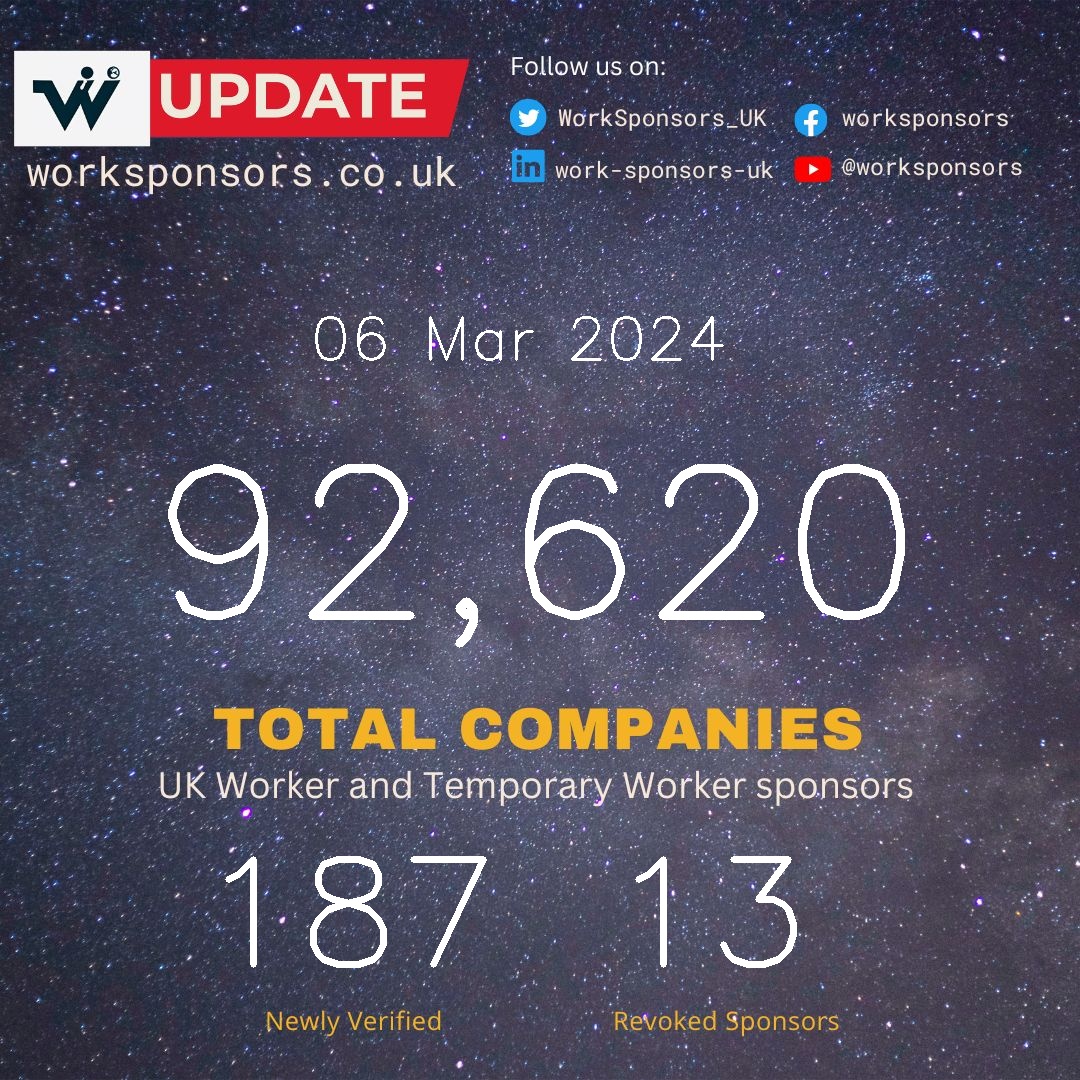 UPDATE
worksponsors.co.uk
Follow us on:
WorkSponsors_UK
worksponsors
work-sponsors-uk
@worksponsors
06 Mar 2024
92,620
TOTAL COMPANIES
UK Worker and Temporary Worker sponsors
187 13
Newly Verified Revoked Sponsors